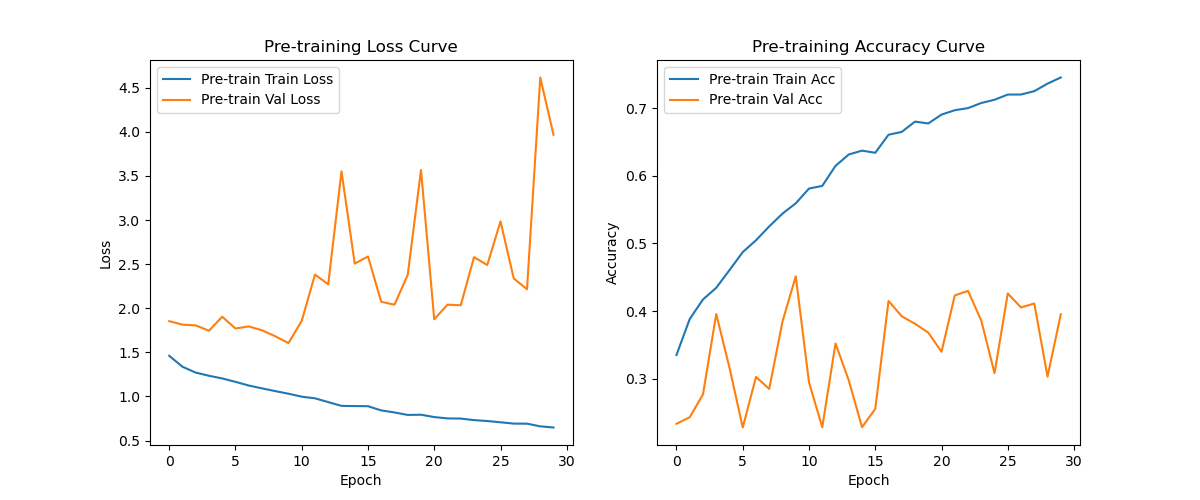 Pre-training Loss Curve
Pre-train Train Loss
Pre-train Val Loss
4.5
4.0
3.5
3.0
2.5
2.0
1.5
1.0
0.5
Loss
0 5 10 15 20 25 30
Epoch
Pre-training Accuracy Curve
Pre-train Train Acc
Pre-train Val Acc
0.7
0.6
0.5
0.4
0.3
Accuracy
0 5 10 15 20 25 30
Epoch